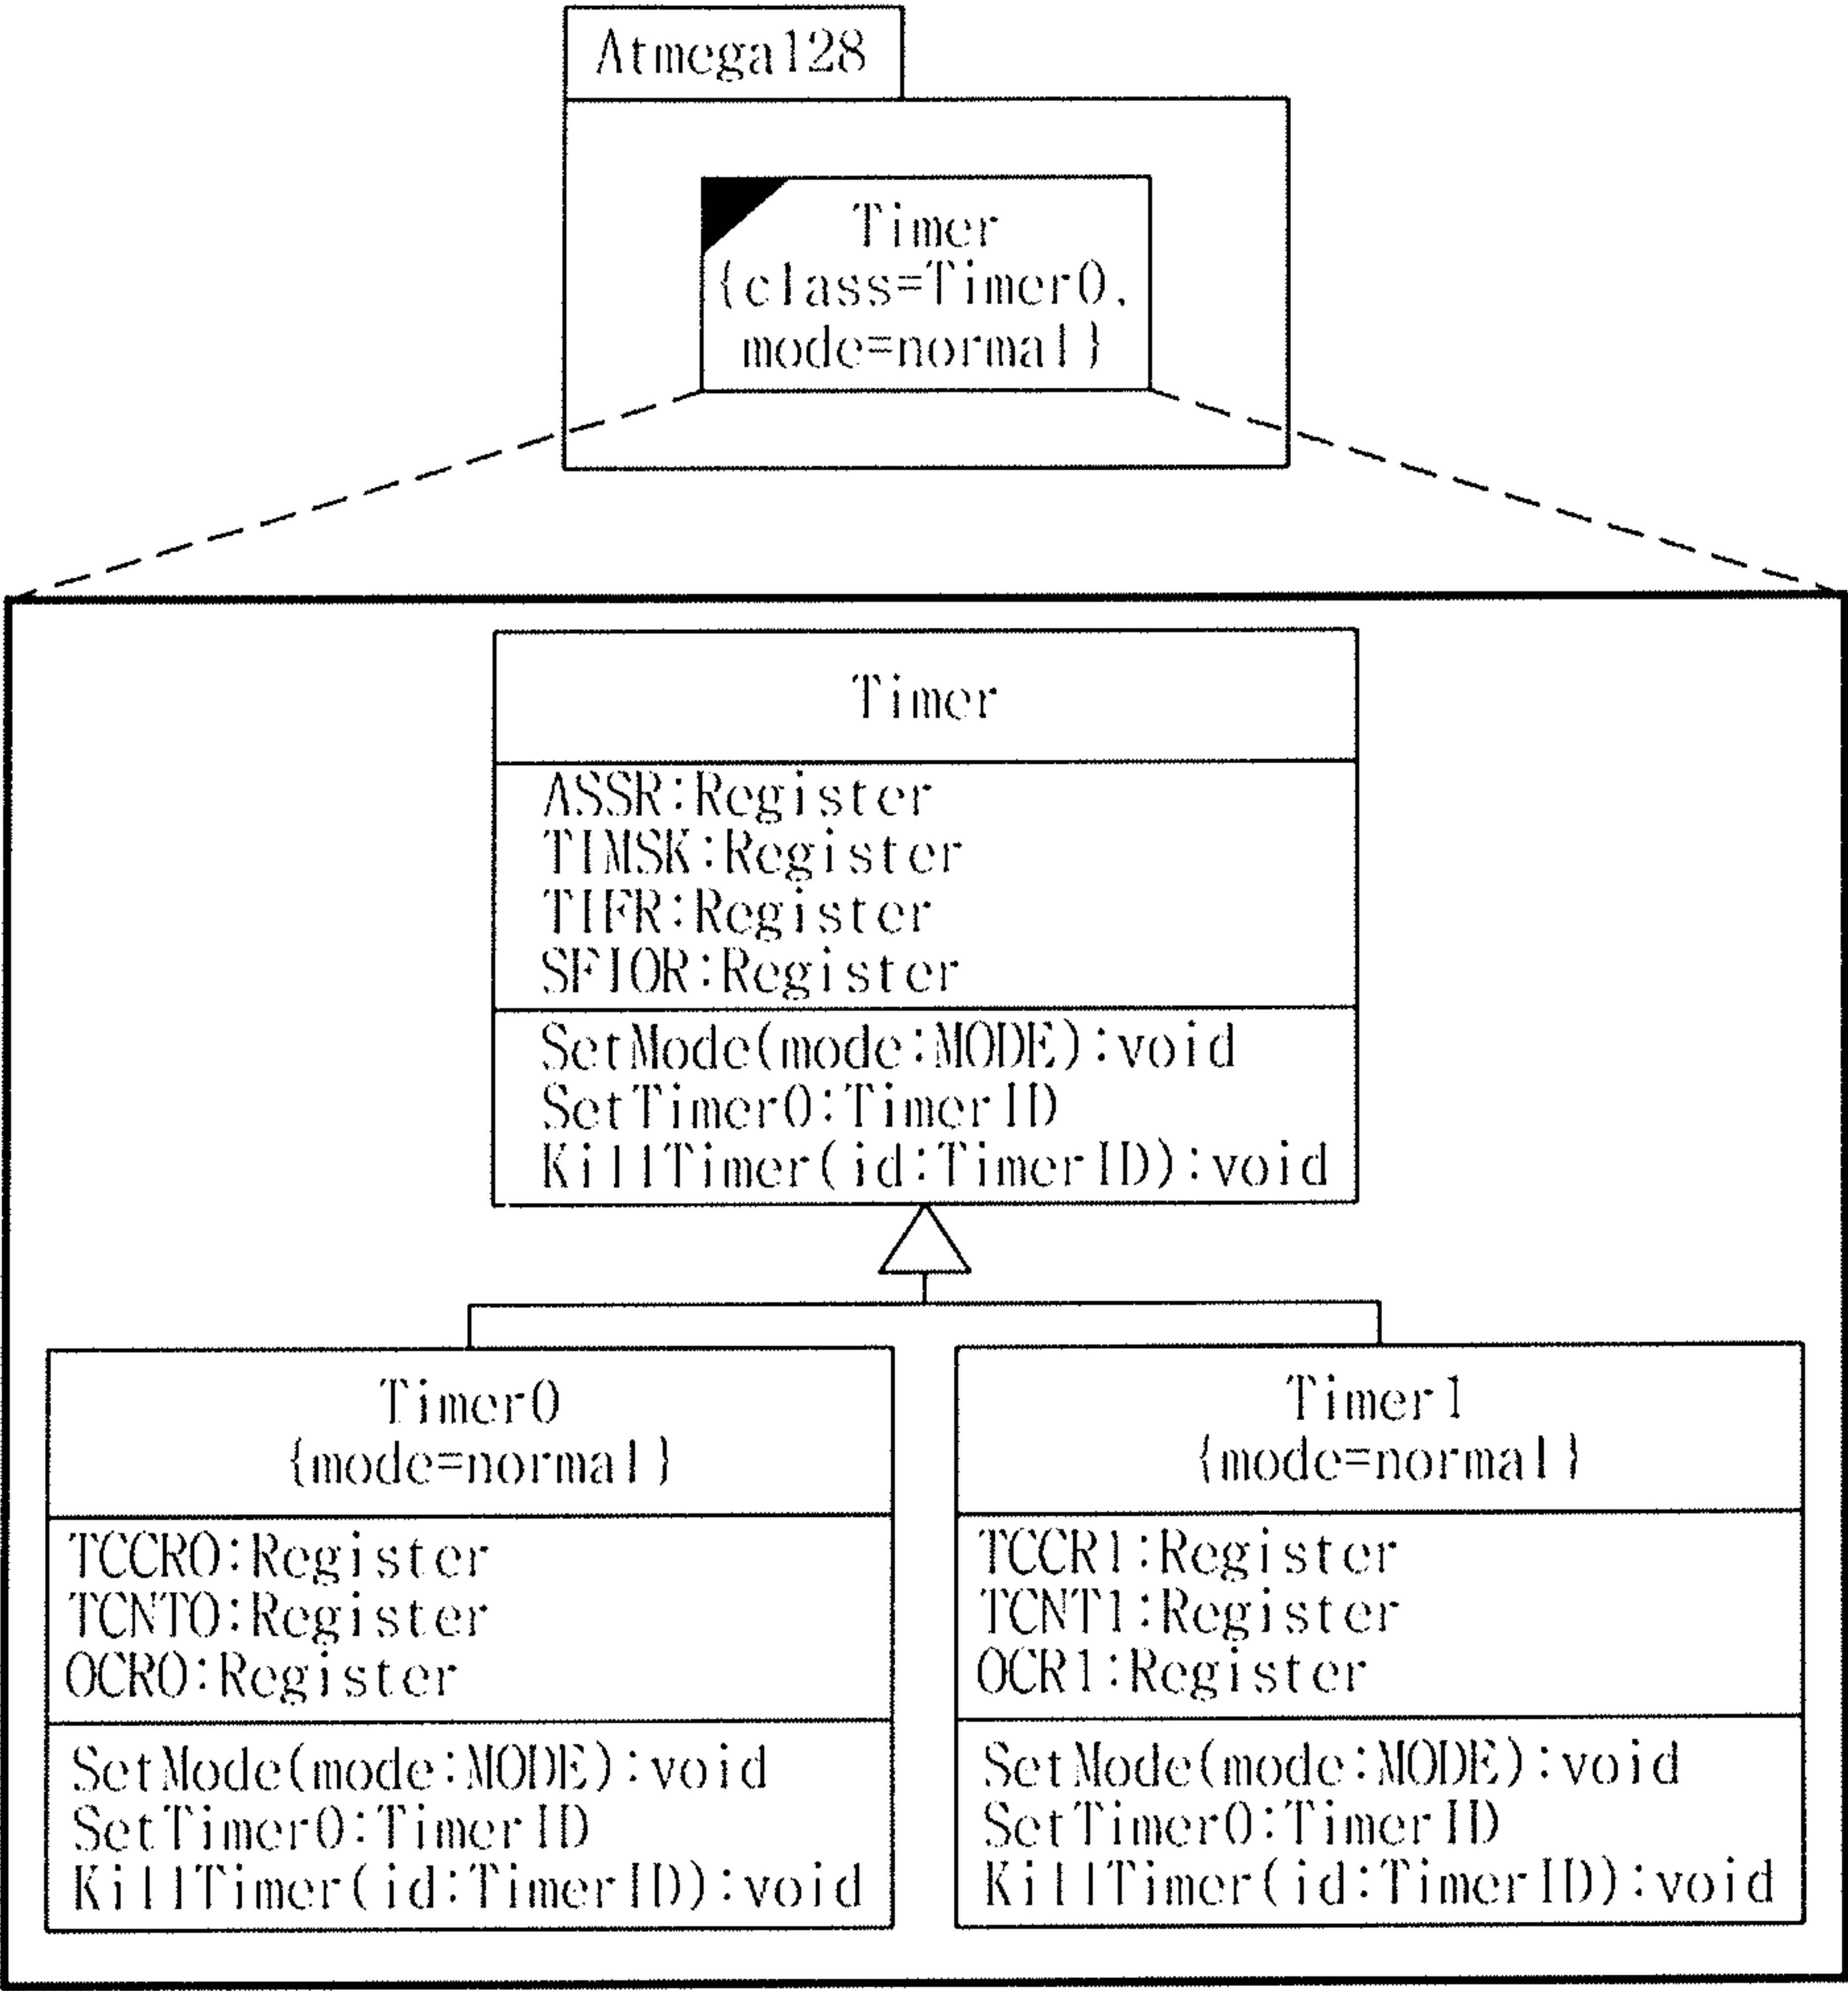 Atmega128
Timer
{class=Timer0,
mode=normal}
Timer
ASSR:Register
TIMSK:Register
TIFR:Register
SFIOR:Register
SetMode(mode:MODE):void
SetTimer0:TimerID
KillTimer(id:TimerID):void
Timer0
{mode=normal}
TCCR0:Register
TCNT0:Register
OCR0:Register
SetMode(mode:MODE):void
SetTimer0:TimerID
KillTimer(id:TimerID):void
Timer1
{mode=normal}
TCCR1:Register
TCNT1:Register
OCR1:Register
SetMode(mode:MODE):void
SetTimer0:TimerID
KillTimer(id:TimerID):void